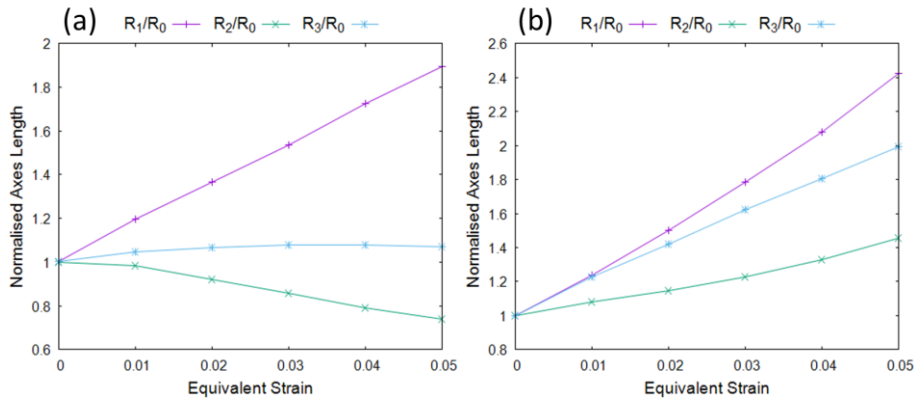 (a) R₁/R₀ R₂/R₀ R₃/R₀
2
1.8
1.6
1.4
1.2
1
0.8
0.6
Normalised Axes Length
0 0.01 0.02 0.03 0.04 0.05
Equivalent Strain
(b) R₁/R₀ R₂/R₀ R₃/R₀
2.6
2.4
2.2
2
1.8
1.6
1.4
1.2
1
0.8
Normalised Axes Length
0 0.01 0.02 0.03 0.04 0.05
Equivalent Strain